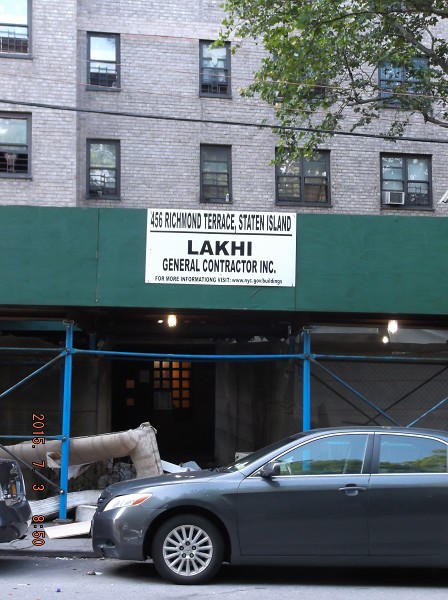 456 RICHMOND TERRACE, STATEN ISLAND
LAKHI
GENERAL CONTRACTOR INC.
FOR MORE INFORMATIONG VISIT: www.nyc.gov/buildings
2015. 7. 3 8:50